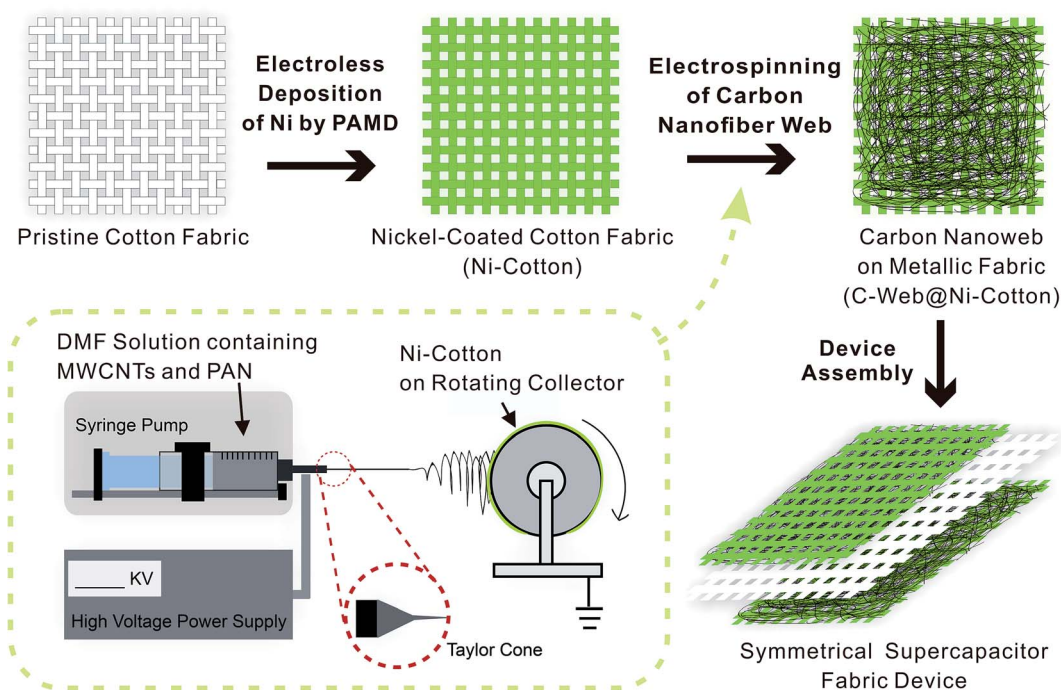 Electroless
Deposition
of Ni by PAMD
Electrospinning
of Carbon
Nanofiber Web
Pristine Cotton Fabric
Nickel-Coated Cotton Fabric
(Ni-Cotton)
Carbon Nanoweb
on Metallic Fabric
(C-Web@Ni-Cotton)
DMF Solution containing
MWCNTs and PAN
Ni-Cotton
on Rotating Collector
Syringe Pump
_____ KV
High Voltage Power Supply
Taylor Cone
Device
Assembly
Symmetrical Supercapacitor
Fabric Device